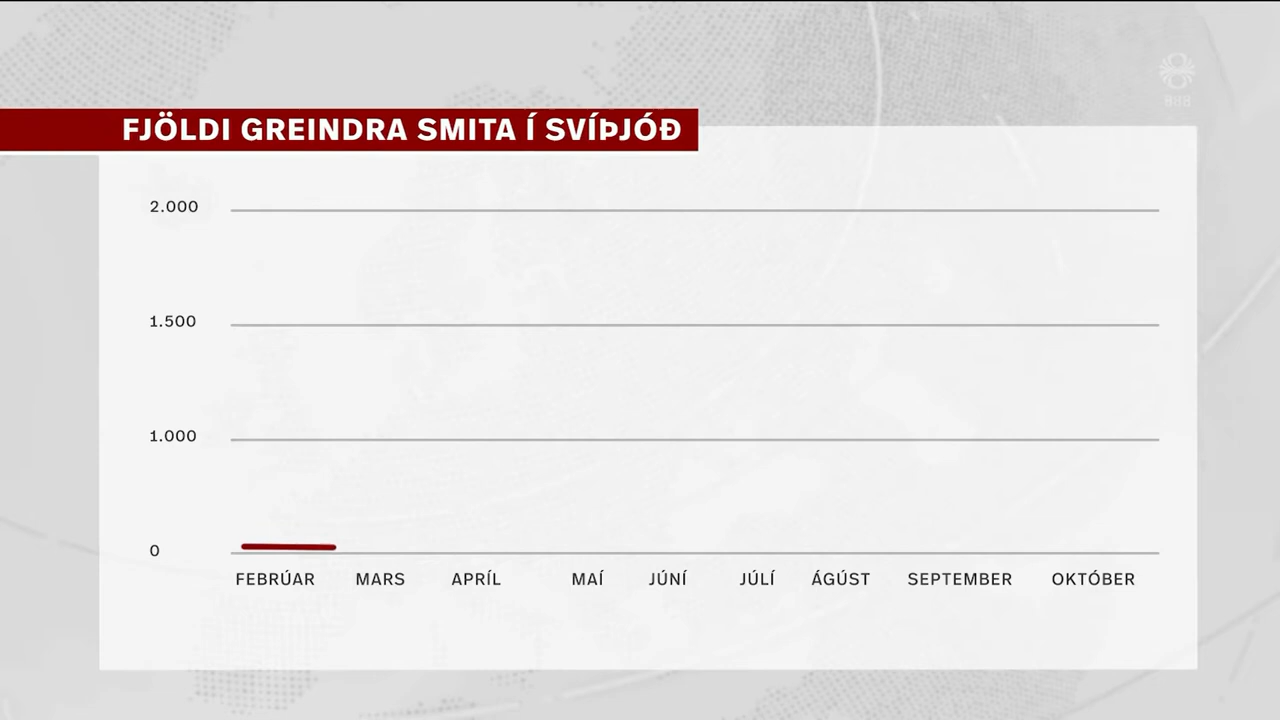 888
FJÖLDI GREINDRA SMITA Í SVÍÞJÓÐ
2.000
1.500
1.000
0
FEBRÚAR MARS APRÍL MAÍ JÚNÍ JÚLÍ ÁGÚST SEPTEMBER OKTÓBER